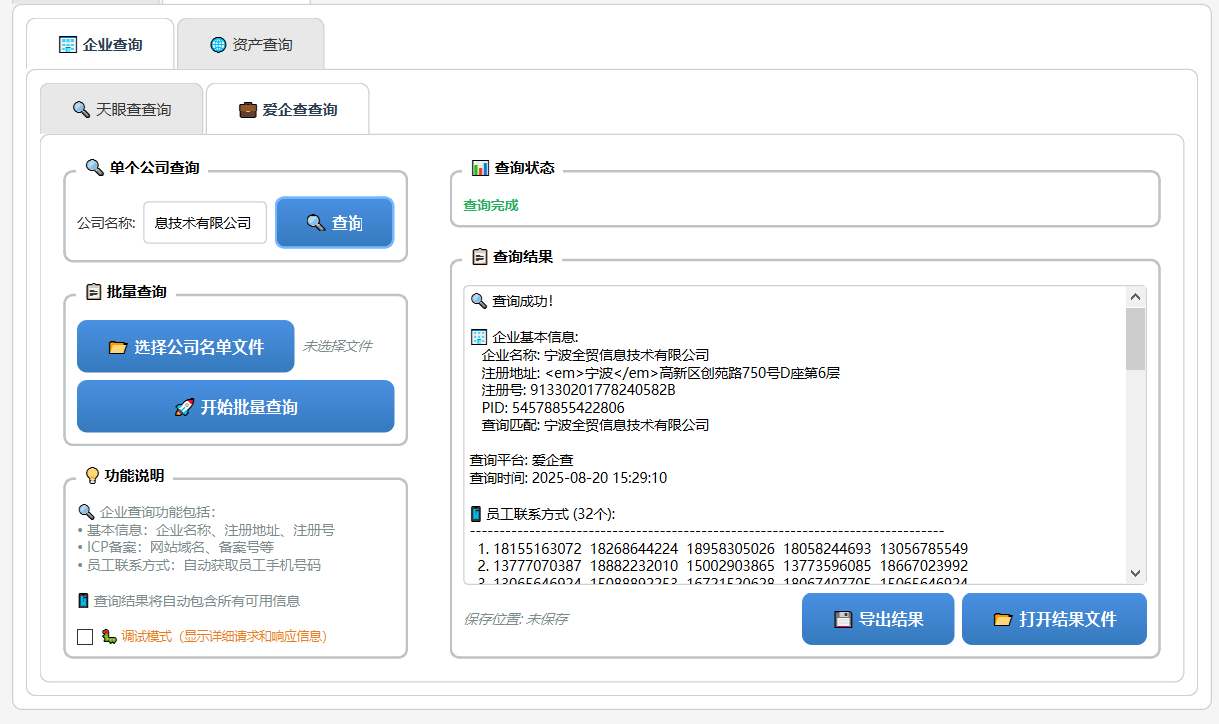 企业查询
资产查询
天眼查查询
爱企查查询
单个公司查询
公司名称:
息技术有限公司
查询
批量查询
选择公司名单文件
未选择文件
开始批量查询
功能说明
企业查询功能包括:
• 基本信息：企业名称、注册地址、注册号
• ICP备案：网站域名、备案号等
• 员工联系方式：自动获取员工手机号码
查询结果将自动包含所有可用信息
调试模式（显示详细请求和响应信息）
查询状态
查询完成
查询结果
查询成功!
企业基本信息:
企业名称: 宁波全贸信息技术有限公司
注册地址: <em>宁波</em>高新区创苑路750号D座第6层
注册号: 91330201778240582B
PID: 54578855422806
查询匹配: 宁波全贸信息技术有限公司
查询平台: 爱企查
查询时间: 2025-08-20 15:29:10
员工联系方式 (32个):
--------------------------------------------------------------------------------
1. 18155163072 18268644224 18958305026 18058244693 13056785549
2. 13777070387 18882232010 15002903865 13773596085 18667023992
3. 13065646924 15088892253 16721520628 18067407705 15065646924
保存位置: 未保存
导出结果
打开结果文件